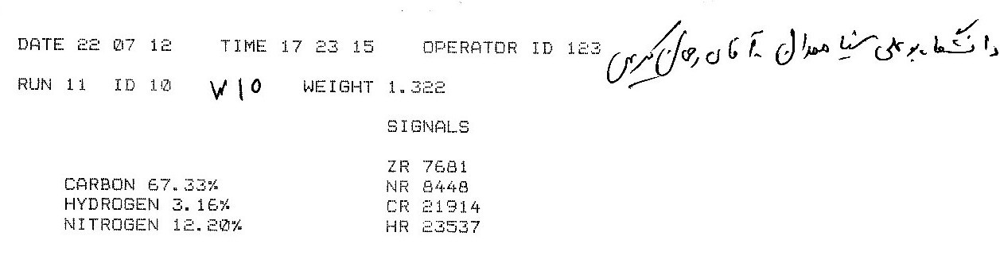 DATE 22 07 12 TIME 17 23 15 OPERATOR ID 123 دانشگاه بوعلی سینا همدان آقای
RUN 11 ID 10 W10 WEIGHT 1.322
SIGNALS
ZR 7681
CARBON 67.33% NR 8448
HYDROGEN 3.16% CR 21914
NITROGEN 12.20% HR 23537